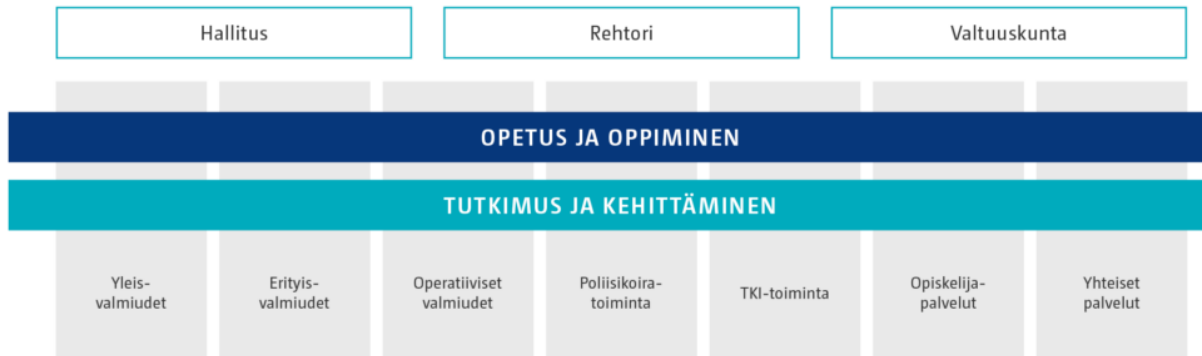 Hallitus
Rehtori
Valtuuskunta
OPETUS JA OPPIMINEN
TUTKIMUS JA KEHITTÄMINEN
Yleis-
valmiudet
Erityis-
valmiudet
Operatiiviset
valmiudet
Poliisikoira-
toiminta
TKI-toiminta
Opiskelija-
palvelut
Yhteiset
palvelut